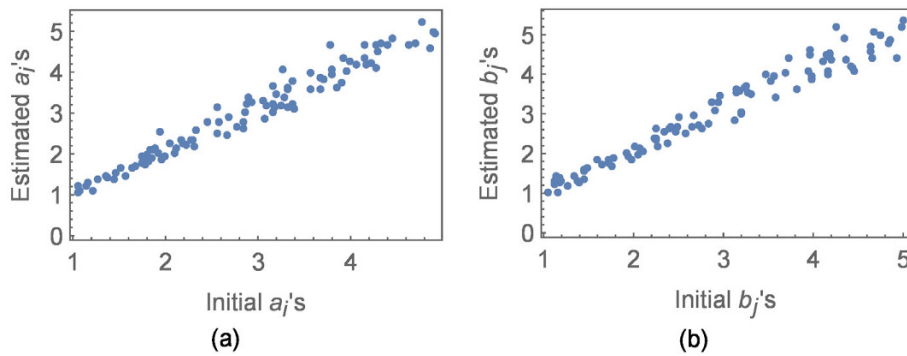 Estimated a_i's
5
4
3
2
1
0
1 2 3 4
Initial a_i's
(a)
Estimated b_j's
5
4
3
2
1
0
1 2 3 4 5
Initial b_j's
(b)